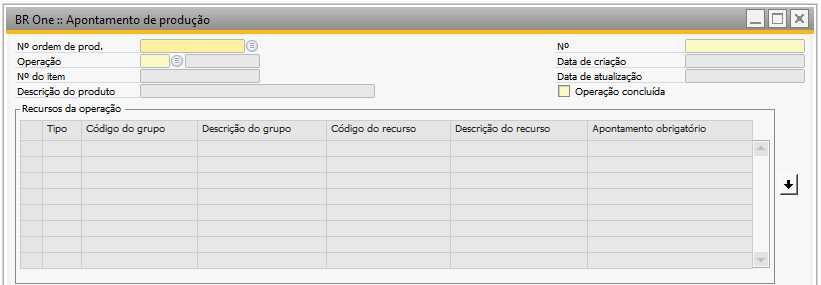 BR One :: Apontamento de produção
Nº ordem de prod.
Nº
Operação
Data de criação
Nº do item
Data de atualização
Descrição do produto
Operação concluída
Recursos da operação
Tipo Código do grupo Descrição do grupo Código do recurso Descrição do recurso Apontamento obrigatório